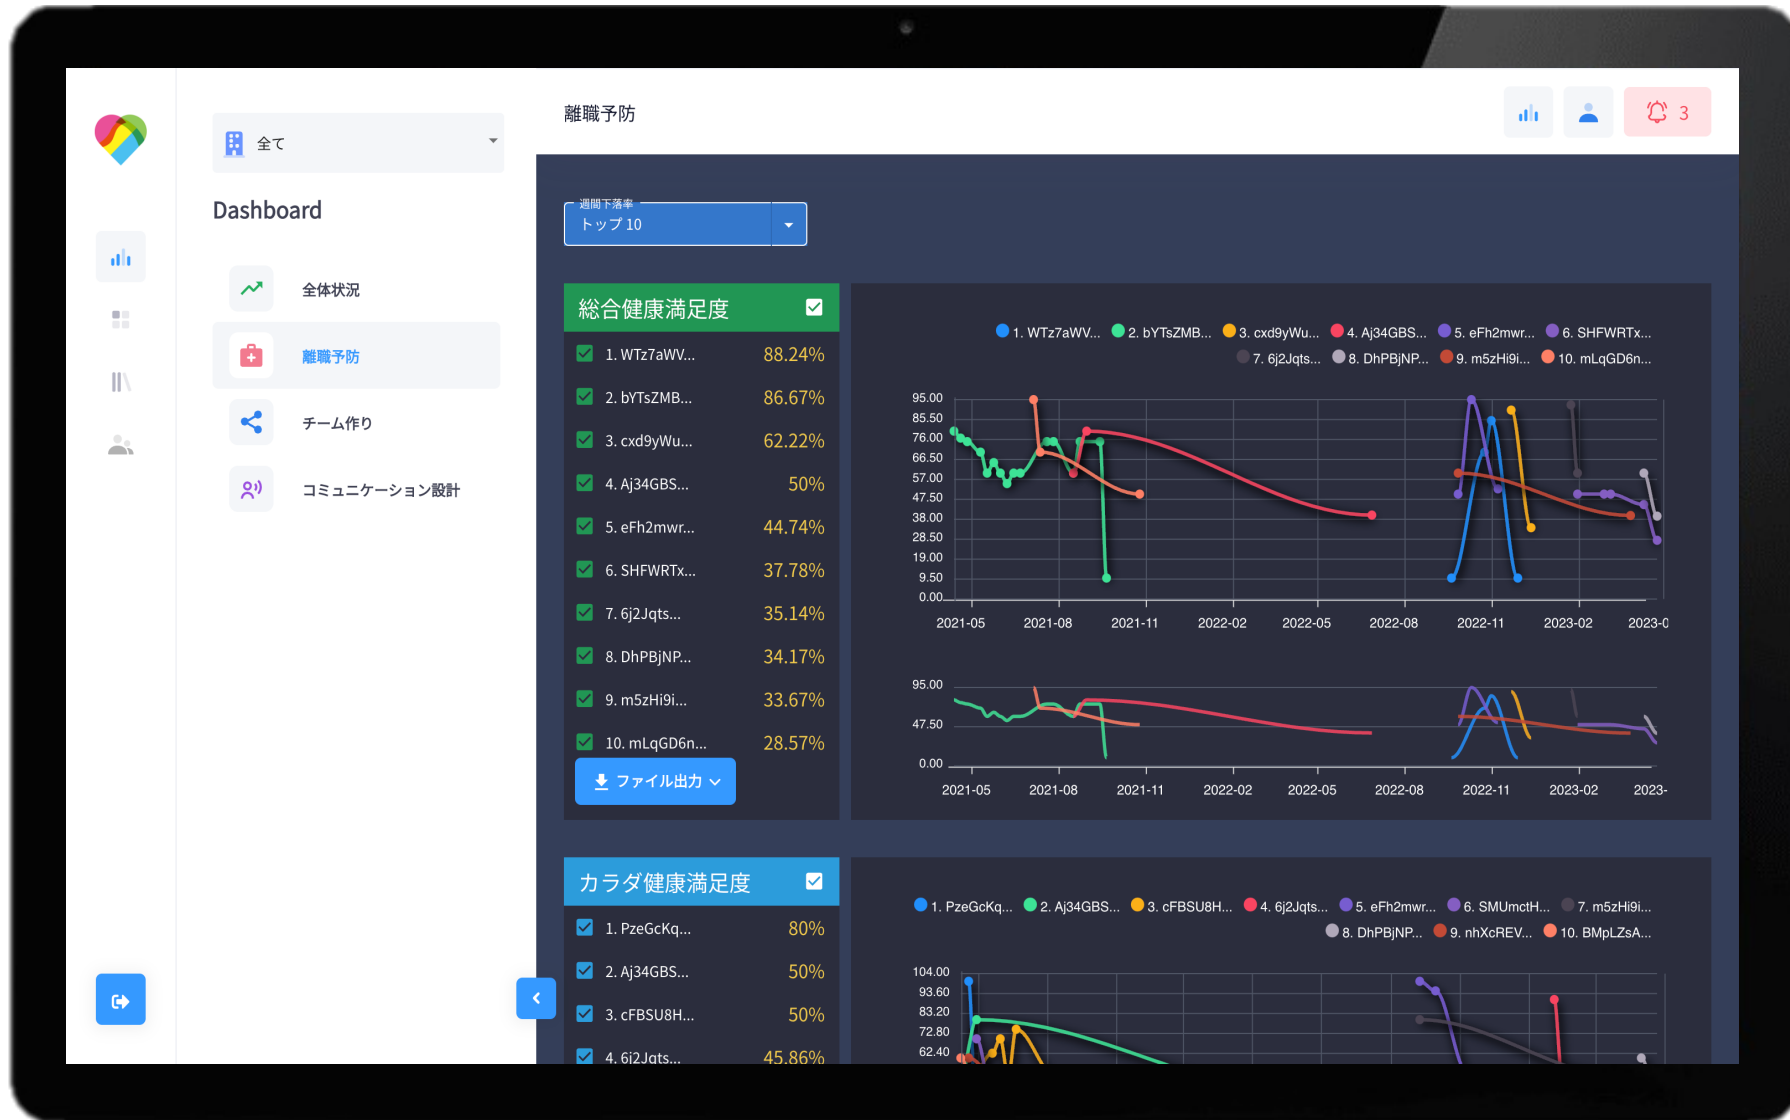 全て
Dashboard
全体状況
離職予防
チーム作り
コミュニケーション設計
離職予防
3
週間下落率
トップ 10
総合健康満足度
1. WTz7aWV... 88.24%
2. bYTsZMB... 86.67%
3. cxd9yWu... 62.22%
4. Aj34GBS... 50%
5. eFh2mwr... 44.74%
6. SHFWRTx... 37.78%
7. 6j2Jqts... 35.14%
8. DhPBjNP... 34.17%
9. m5zHi9i... 33.67%
10. mLqGD6n... 28.57%
ファイル出力
1. WTz7aWV... 2. bYTsZMB... 3. cxd9yWu... 4. Aj34GBS... 5. eFh2mwr... 6. SHFWRTx...
7. 6j2Jqts... 8. DhPBjNP... 9. m5zHi9i... 10. mLqGD6n...
95.00
85.50
76.00
66.50
57.00
47.50
38.00
28.50
19.00
9.50
0.00
2021-05 2021-08 2021-11 2022-02 2022-05 2022-08 2022-11 2023-02 2023-0
95.00
47.50
0.00
2021-05 2021-08 2021-11 2022-02 2022-05 2022-08 2022-11 2023-02 2023-
カラダ健康満足度
1. PzeGcKq... 80%
2. Aj34GBS... 50%
3. cFBSU8H... 50%
4. 6j2Jqts... 45.86%
1. PzeGcKq... 2. Aj34GBS... 3. cFBSU8H... 4. 6j2Jqts... 5. eFh2mwr... 6. SMUmctH... 7. m5zHi9i...
8. DhPBjNP... 9. nhXcREV... 10. BMpLZsA...
104.00
93.60
83.20
72.80
62.40